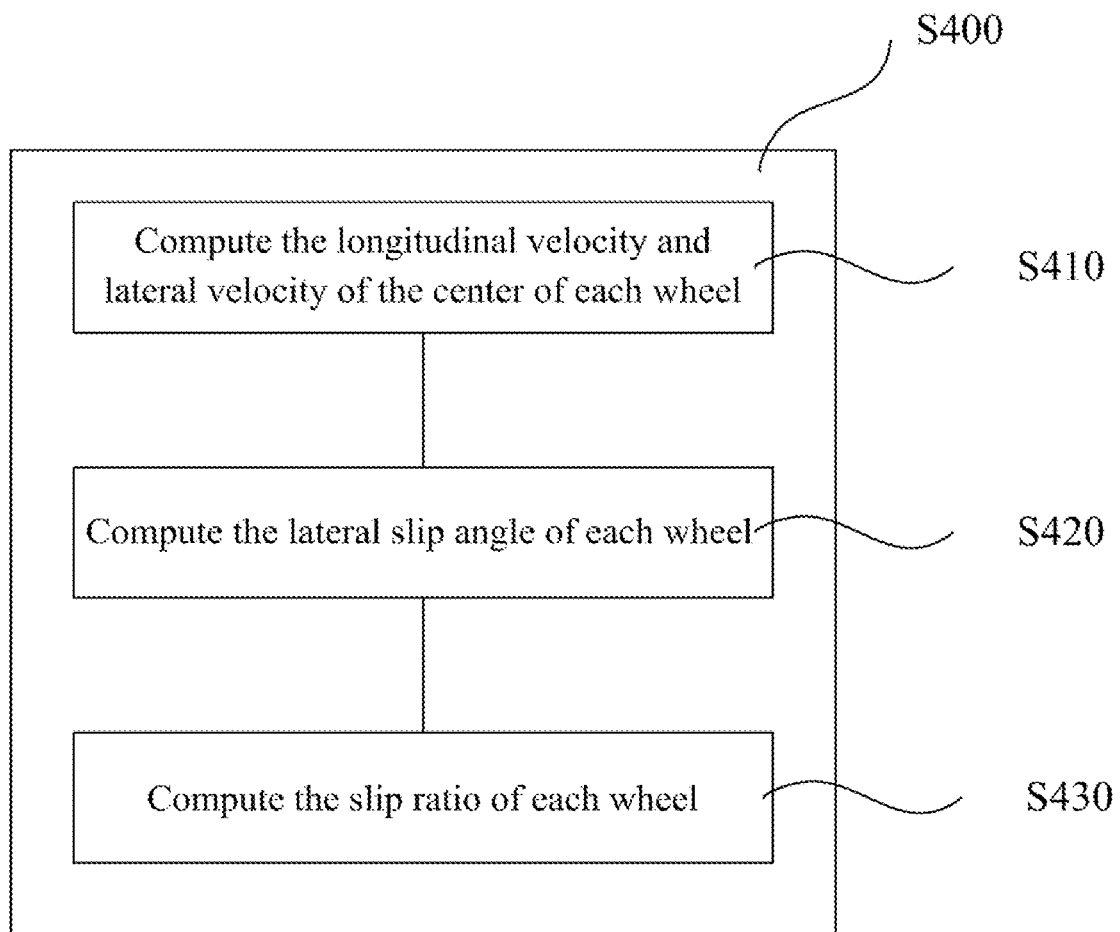 S400
Compute the longitudinal velocity and
lateral velocity of the center of each wheel
S410
Compute the lateral slip angle of each wheel
S420
Compute the slip ratio of each wheel
S430